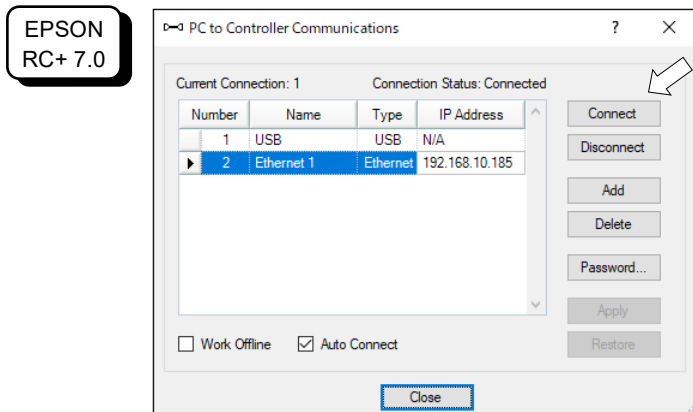 EPSON
RC+ 7.0
PC to Controller Communications
Current Connection: 1 Connection Status: Connected
Number Name Type IP Address
1 USB USB N/A
2 Ethernet 1 Ethernet 192.168.10.185
Connect
Disconnect
Add
Delete
Password...
Apply
Restore
Work Offline Auto Connect
Close